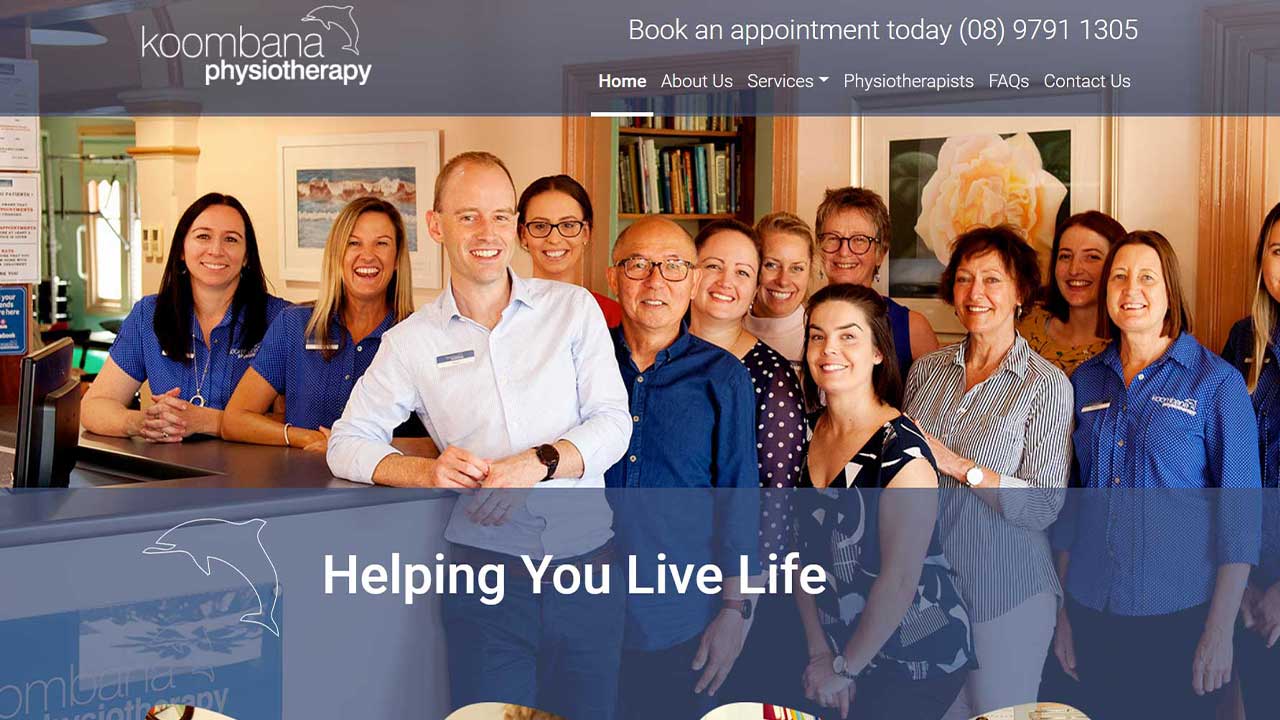 koombana
physiotherapy
Book an appointment today (08) 9791 1305
Home About Us Services Physiotherapists FAQs Contact Us
koombana
Helping You Live Life
ombana
physiotherapy